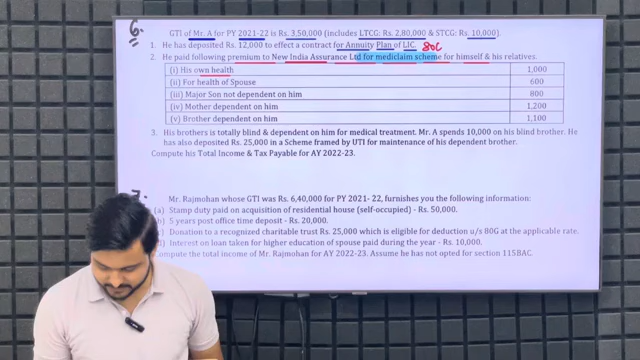 6.
GTI of Mr. A for PY 2021-22 is Rs. 3,50,000 (includes LTCG: Rs. 2,80,000 & STCG: Rs. 10,000).
1. He has deposited Rs. 12,000 to effect a contract for Annuity Plan of LIC. 80C
2. He paid following premium to New India Assurance Ltd for mediclaim scheme for himself & his relatives.
(i) His own health 1,000
(ii) For health of Spouse 600
(iii) Major Son not dependent on him 800
(iv) Mother dependent on him 1,200
(v) Brother dependent on him 1,100
3. His brothers is totally blind & dependent on him for medical treatment. Mr. A spends 10,000 on his blind brother. He
has also deposited Rs. 25,000 in a Scheme framed by UTI for maintenance of his dependent brother.
Compute his Total Income & Tax Payable for AY 2022-23.
7.
Mr. Rajmohan whose GTI was Rs. 6,40,000 for PY 2021- 22, furnishes you the following information:
(a) Stamp duty paid on acquisition of residential house (self-occupied) - Rs. 50,000.
5 years post office time deposit - Rs. 20,000.
Donation to a recognized charitable trust Rs. 25,000 which is eligible for deduction u/s 80G at the applicable rate.
Interest on loan taken for higher education of spouse paid during the year - Rs. 10,000.
compute the total income of Mr. Rajmohan for AY 2022-23. Assume he has not opted for section 115BAC.